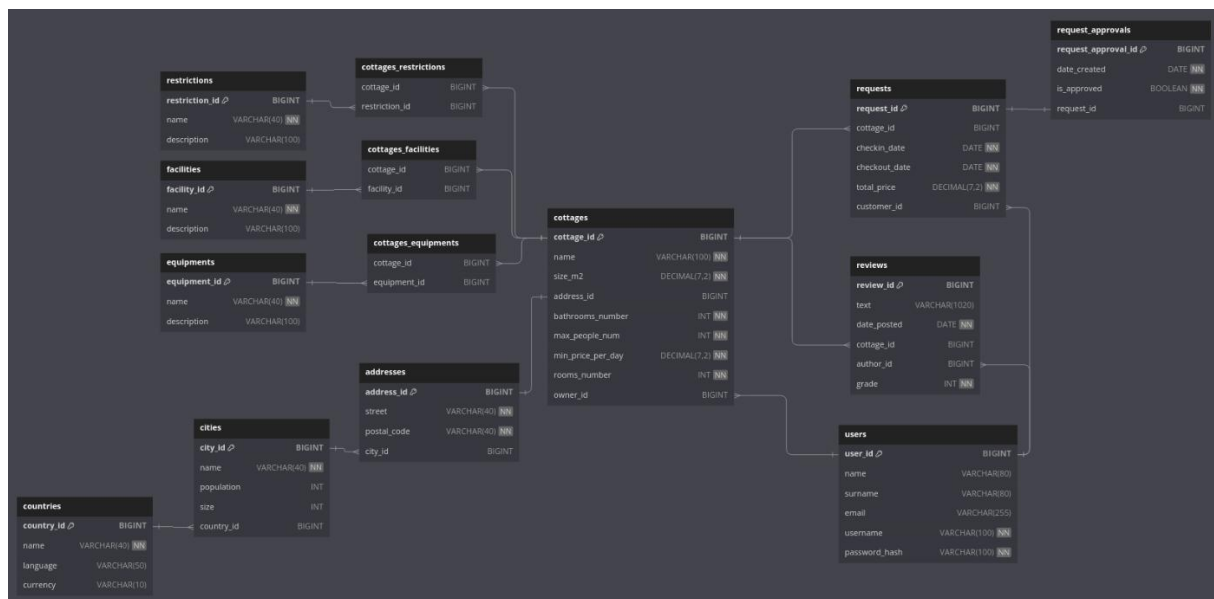 request_approvals
request_approval_id BIGINT
date_created DATE NN
is_approved BOOLEAN NN
request_id BIGINT
restrictions
restriction_id BIGINT
name VARCHAR(40) NN
description VARCHAR(100)
cottages_restrictions
cottage_id BIGINT
restriction_id BIGINT
requests
request_id BIGINT
cottage_id BIGINT
checkin_date DATE NN
checkout_date DATE NN
total_price DECIMAL(7,2) NN
customer_id BIGINT
facilities
facility_id BIGINT
name VARCHAR(40) NN
description VARCHAR(100)
cottages_facilities
cottage_id BIGINT
facility_id BIGINT
cottages
cottage_id BIGINT
name VARCHAR(100) NN
size_m2 DECIMAL(7,2) NN
address_id BIGINT
bathrooms_number INT NN
max_people_num INT NN
min_price_per_day DECIMAL(7,2) NN
rooms_number INT NN
owner_id BIGINT
equipments
equipment_id BIGINT
name VARCHAR(40) NN
description VARCHAR(100)
cottages_equipments
cottage_id BIGINT
equipment_id BIGINT
reviews
review_id BIGINT
text VARCHAR(1020)
date_posted DATE NN
cottage_id BIGINT
author_id BIGINT
grade INT NN
addresses
address_id BIGINT
street VARCHAR(40) NN
postal_code VARCHAR(40) NN
city_id BIGINT
cities
city_id BIGINT
name VARCHAR(40) NN
population INT
size INT
country_id BIGINT
users
user_id BIGINT
name VARCHAR(80)
surname VARCHAR(80)
email VARCHAR(255)
username VARCHAR(100) NN
password_hash VARCHAR(100) NN
countries
country_id BIGINT
name VARCHAR(40) NN
language VARCHAR(50)
currency VARCHAR(10)